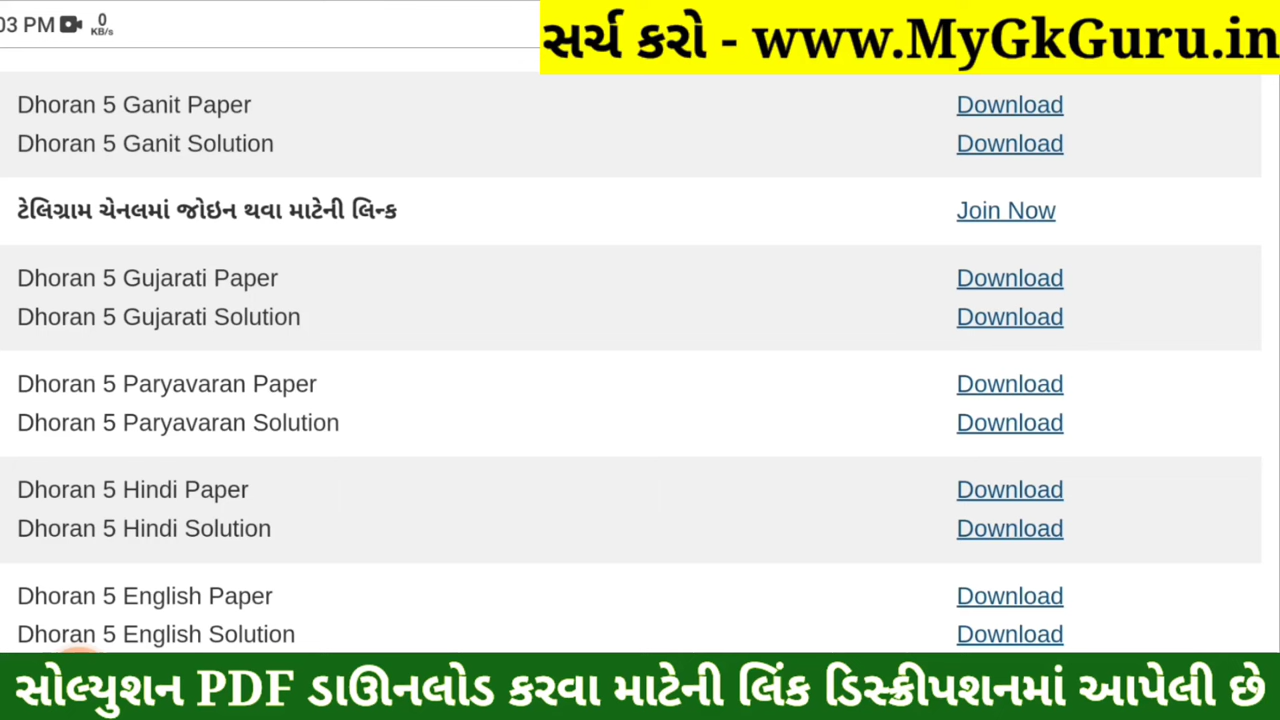 03 PM 0 KB/s
સર્ચ કરો - www.MyGkGuru.in
Dhoran 5 Ganit Paper Download
Dhoran 5 Ganit Solution Download
ટેલિગ્રામ ચેનલમાં જોઇન થવા માટેની લિન્ક Join Now
Dhoran 5 Gujarati Paper Download
Dhoran 5 Gujarati Solution Download
Dhoran 5 Paryavaran Paper Download
Dhoran 5 Paryavaran Solution Download
Dhoran 5 Hindi Paper Download
Dhoran 5 Hindi Solution Download
Dhoran 5 English Paper Download
Dhoran 5 English Solution Download
સોલ્યુશન PDF ડાઊનલોડ કરવા માટેની લિંક ડિસ્ક્રીપશનમાં આપેલી છે